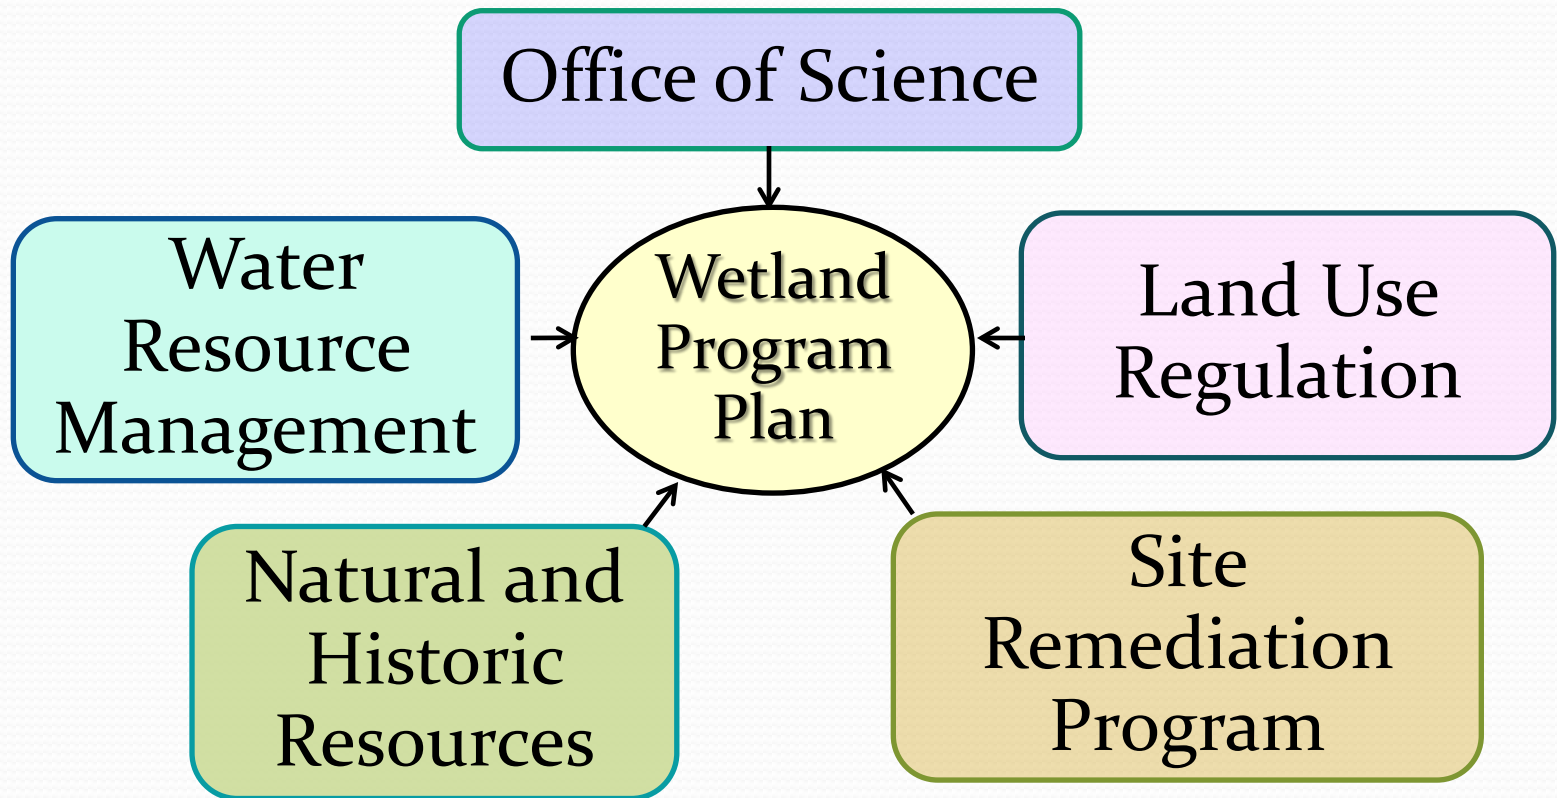 Office of Science
Water
Resource
Management
Wetland
Program
Plan
Land Use
Regulation
Natural and
Historic
Resources
Site
Remediation
Program